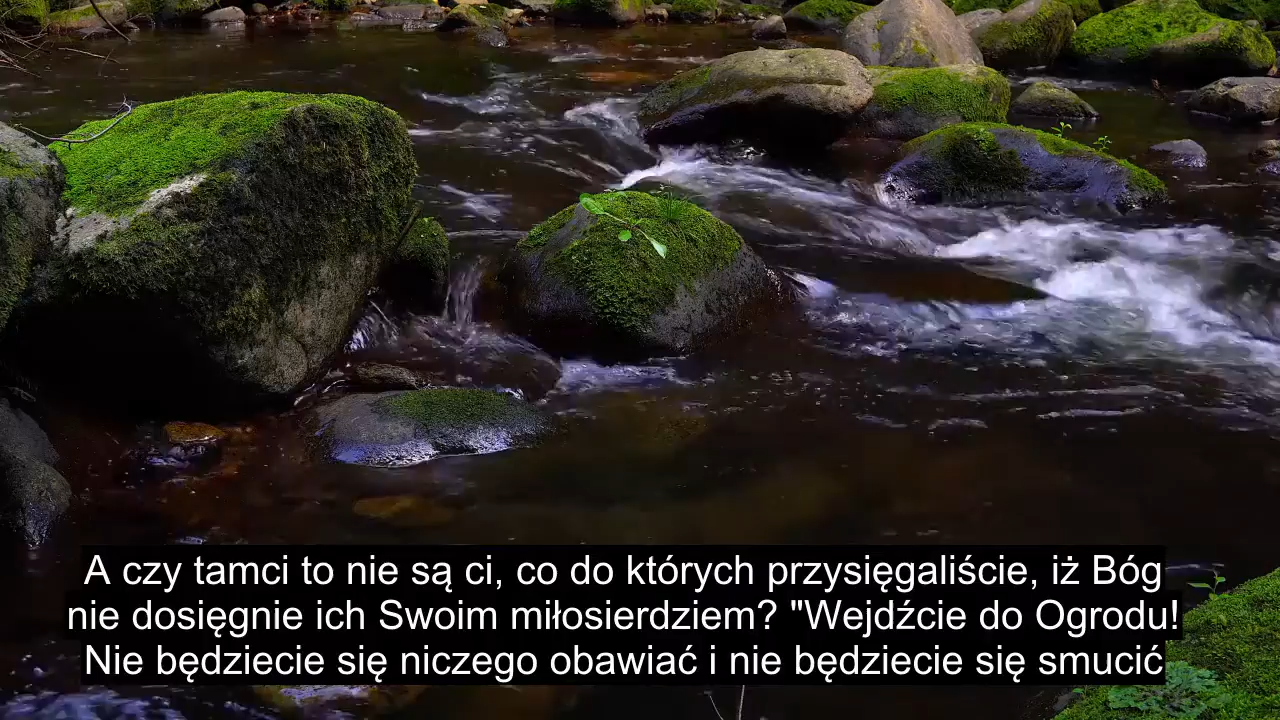 A czy tamci to nie są ci, co do których przysięgaliście, iż Bóg
nie dosięgnie ich Swoim miłosierdziem? "Wejdźcie do Ogrodu!
Nie będziecie się niczego obawiać i nie będziecie się smucić